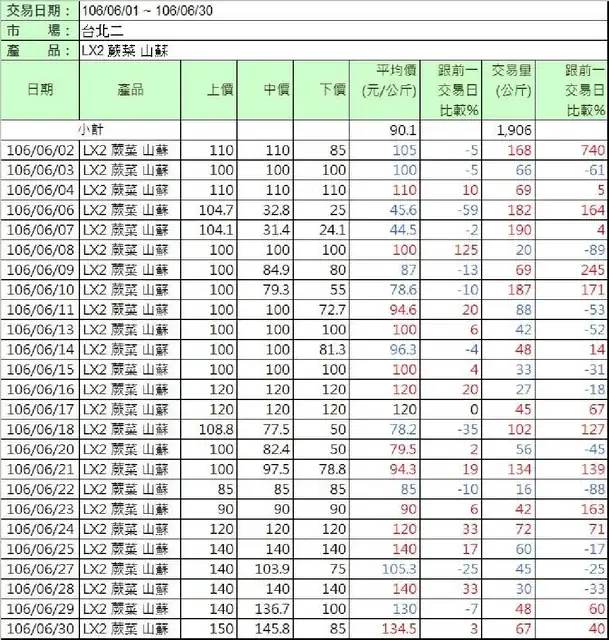 交易日期： 106/06/01 ~ 106/06/30
市 場： 台北二
產 品： LX2 蕨菜 山蘇
日期 產品 上價 中價 下價 平均價 (元/公斤) 跟前一 交易日 比較% 交易量 (公斤) 跟前一 交易日 比較%
小計 90.1 1,906
106/06/02 LX2 蕨菜 山蘇 110 110 85 105 -5 168 740
106/06/03 LX2 蕨菜 山蘇 100 100 100 100 -5 66 -61
106/06/04 LX2 蕨菜 山蘇 110 110 110 110 10 69 5
106/06/06 LX2 蕨菜 山蘇 104.7 32.8 25 45.6 -59 182 164
106/06/07 LX2 蕨菜 山蘇 104.1 31.4 24.1 44.5 -2 190 4
106/06/08 LX2 蕨菜 山蘇 100 100 100 100 125 20 -89
106/06/09 LX2 蕨菜 山蘇 100 84.9 80 87 -13 69 245
106/06/10 LX2 蕨菜 山蘇 100 79.3 55 78.6 -10 187 171
106/06/11 LX2 蕨菜 山蘇 100 100 72.7 94.6 20 88 -53
106/06/13 LX2 蕨菜 山蘇 100 100 100 100 6 42 -52
106/06/14 LX2 蕨菜 山蘇 100 100 81.3 96.3 -4 48 14
106/06/15 LX2 蕨菜 山蘇 100 100 100 100 4 33 -31
106/06/16 LX2 蕨菜 山蘇 120 120 120 120 20 27 -18
106/06/17 LX2 蕨菜 山蘇 120 120 120 120 0 45 67
106/06/18 LX2 蕨菜 山蘇 108.8 77.5 50 78.2 -35 102 127
106/06/20 LX2 蕨菜 山蘇 100 82.4 50 79.5 2 56 -45
106/06/21 LX2 蕨菜 山蘇 100 97.5 78.8 94.3 19 134 139
106/06/22 LX2 蕨菜 山蘇 85 85 85 85 -10 16 -88
106/06/23 LX2 蕨菜 山蘇 90 90 90 90 6 42 163
106/06/24 LX2 蕨菜 山蘇 120 120 120 120 33 72 71
106/06/25 LX2 蕨菜 山蘇 140 140 140 140 17 60 -17
106/06/27 LX2 蕨菜 山蘇 140 103.9 75 105.3 -25 45 -25
106/06/28 LX2 蕨菜 山蘇 140 140 140 140 33 30 -33
106/06/29 LX2 蕨菜 山蘇 140 136.7 100 130 -7 48 60
106/06/30 LX2 蕨菜 山蘇 150 145.8 85 134.5 3 67 40